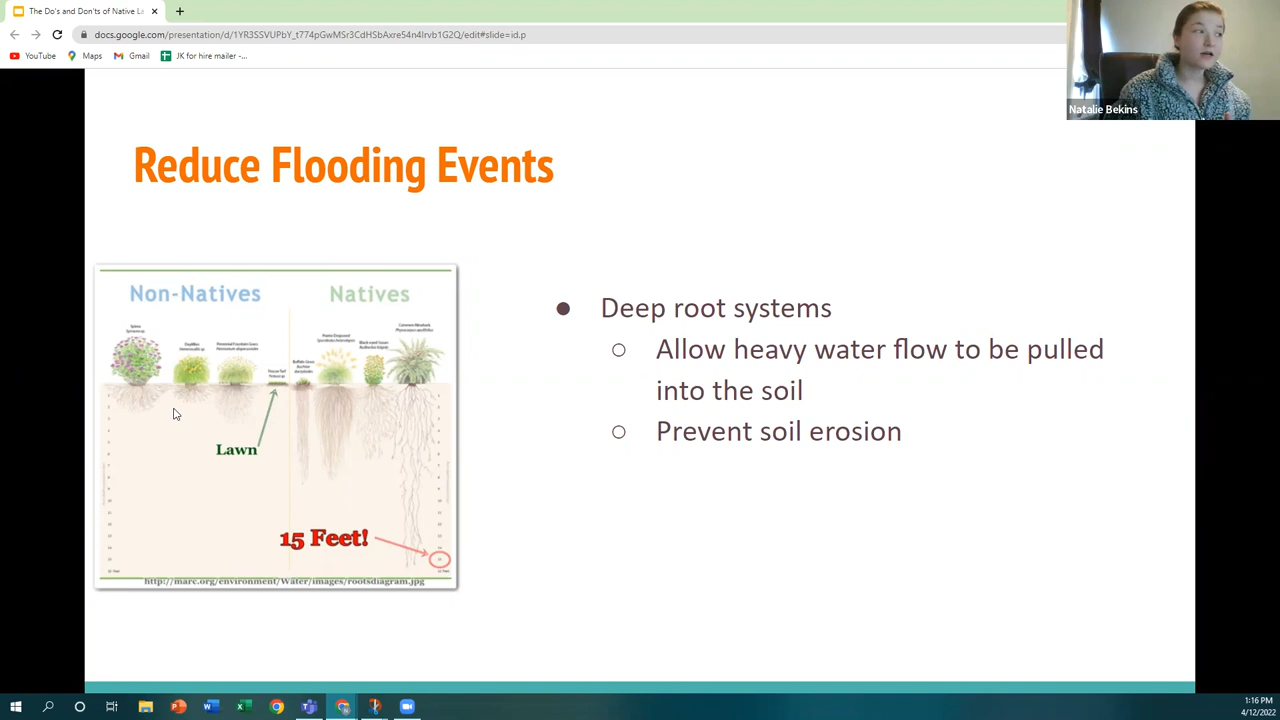 The Do's and Don'ts of Native La
docs.google.com/presentation/d/1YR3SSVUPbY_t774pGwMSr3CdHSbAxre54n4lrvb1G2Q/edit#slide=id.p
YouTube
Maps
Gmail
JK for hire mailer -...
Natalie Bekins
Reduce Flooding Events
Non-Natives
Natives
Lawn
15 Feet!
http://marc.org/environment/Water/images/rootsdiagram.jpg
Deep root systems
Allow heavy water flow to be pulled
into the soil
Prevent soil erosion
1:16 PM
4/12/2022